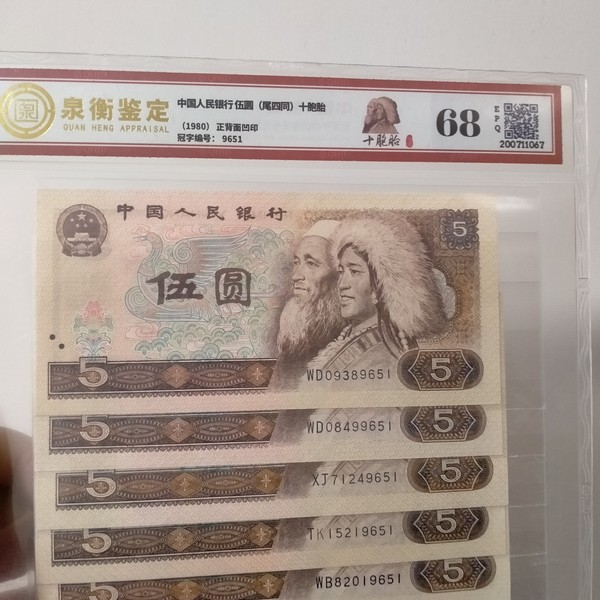 泉衡鉴定
QUAN HENG APPRAISAL
中国人民银行 伍圆（尾四同）十胞胎
（1980）正背面凹印
冠字编号： 9651
十胞胎
68
EPQ
200711067
中国人民银行
5
伍圆
5
WD09389651
5
5
WD08499651
5
5
XJ71249651
5
5
TK15219651
5
5
WB82019651
5